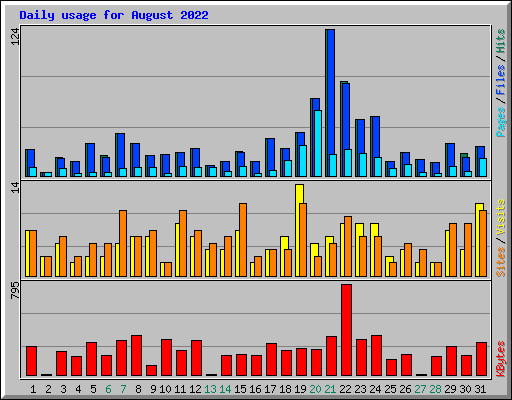 Daily usage for August 2022
124
Pages / Files / Hits
14
Sites / Visits
795
KBytes
1 2 3 4 5 6 7 8 9 10 11 12 13 14 15 16 17 18 19 20 21 22 23 24 25 26 27 28 29 30 31